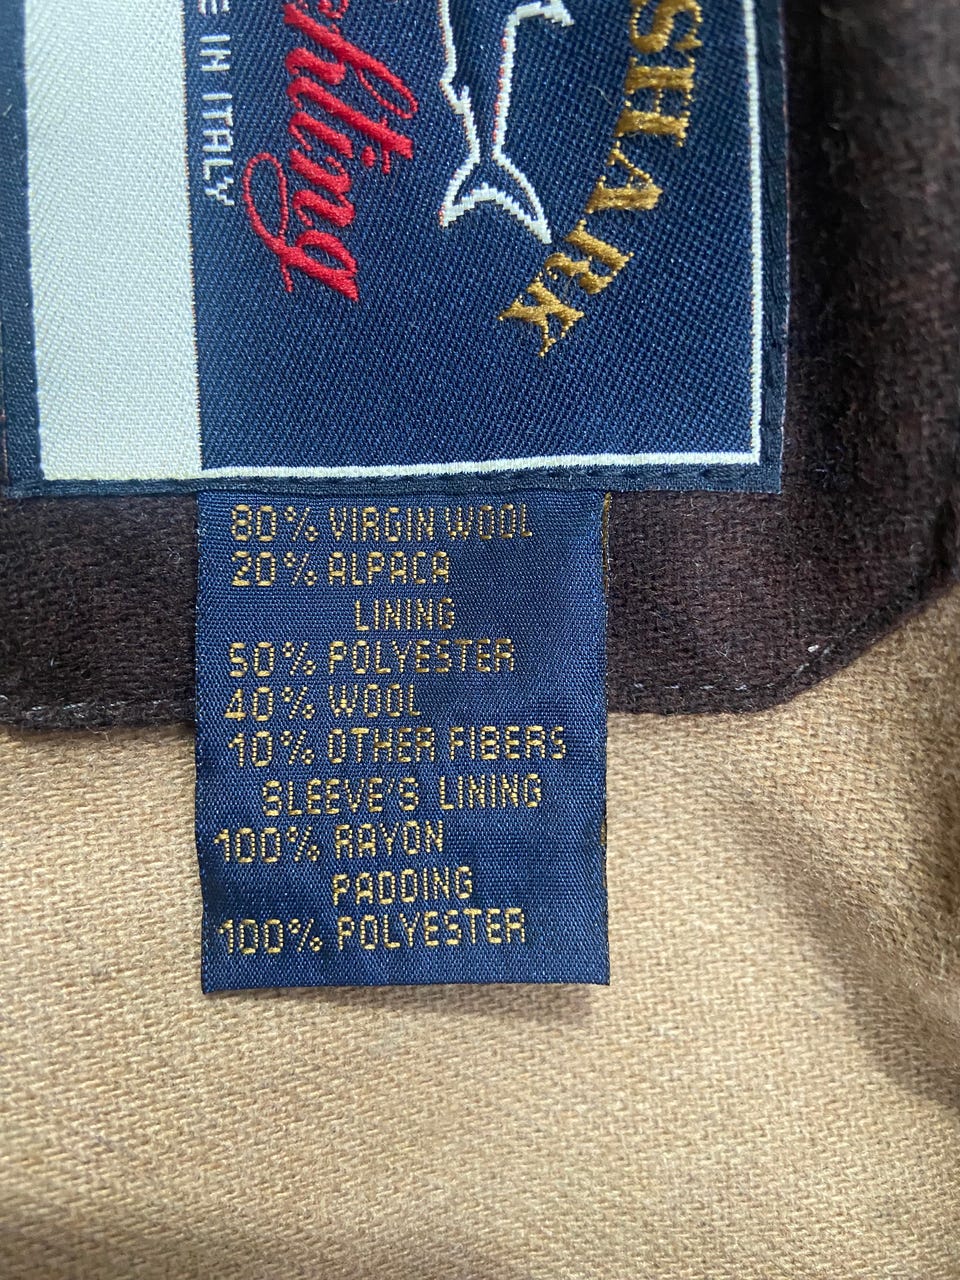 SHARK
hting
E IN ITALY
80% VIRGIN WOOL
20% ALPACA
LINING
50% POLYESTER
40% WOOL
10% OTHER FIBERS
SLEEVE'S LINING
100% RAYON
PADDING
100% POLYESTER